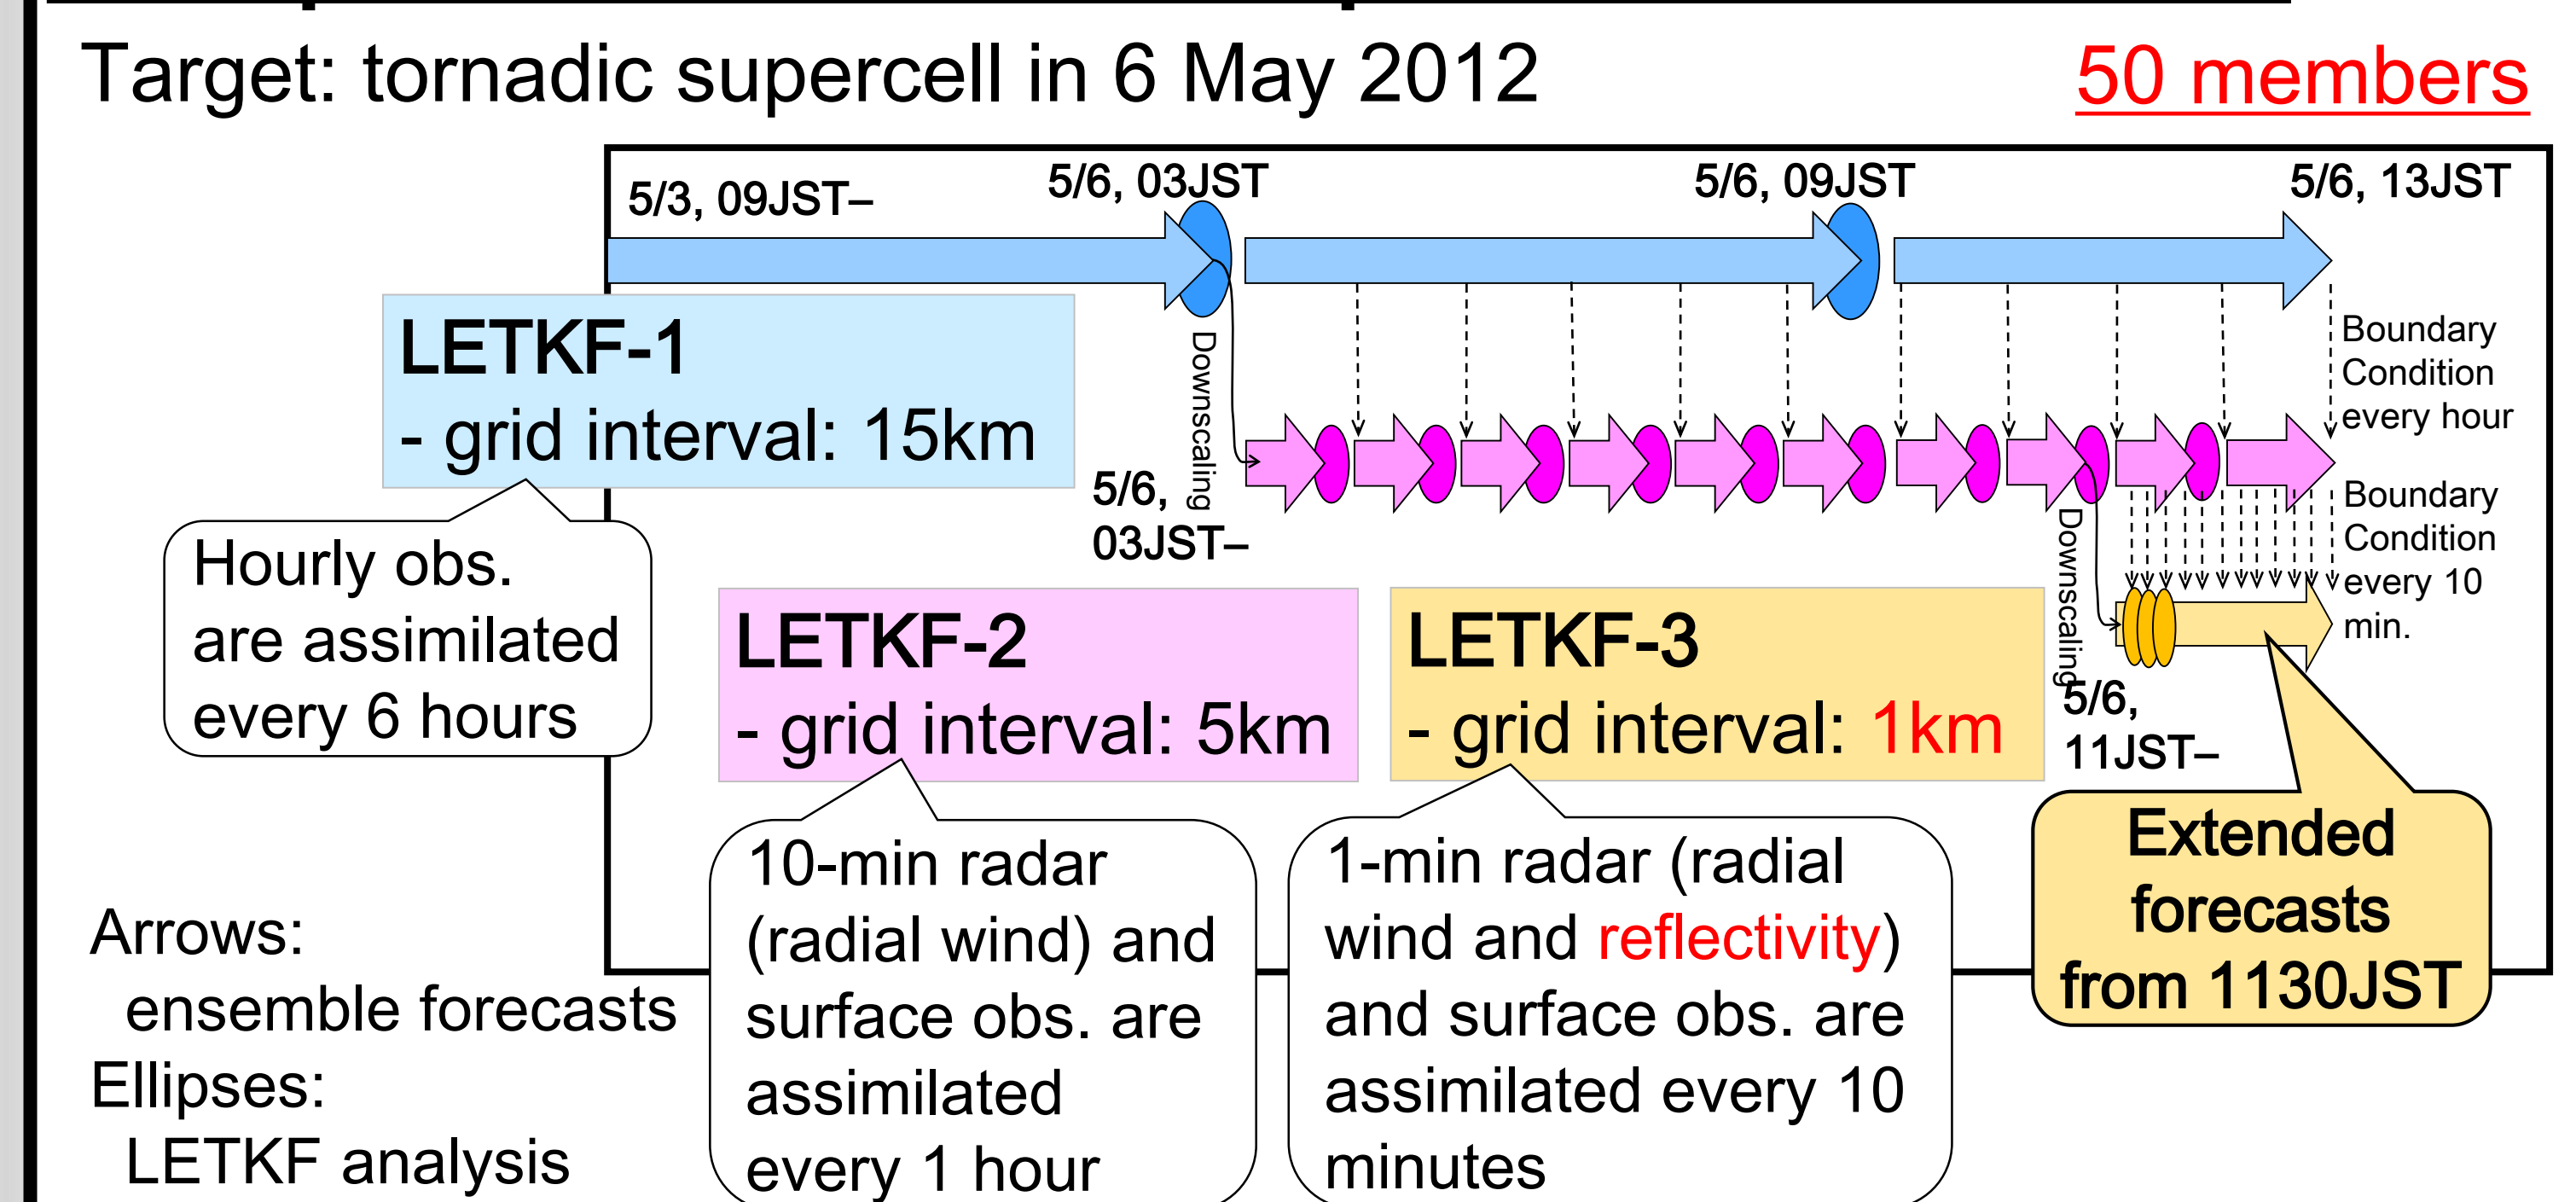 Target: tornadic supercell in 6 May 2012
50 members
5/3, 09JST–
5/6, 03JST
5/6, 09JST
5/6, 13JST
LETKF-1
- grid interval: 15km
Downscaling
Boundary
Condition
every hour
5/6,
03JST–
Hourly obs.
are assimilated
every 6 hours
Boundary
Condition
every 10
min.
Downscaling
LETKF-2
- grid interval: 5km
LETKF-3
- grid interval: 1km
5/6,
11JST–
10-min radar
(radial wind) and
surface obs. are
assimilated
every 1 hour
1-min radar (radial
wind and reflectivity)
and surface obs. are
assimilated every 10
minutes
Extended
forecasts
from 1130JST
Arrows:
ensemble forecasts
Ellipses:
LETKF analysis